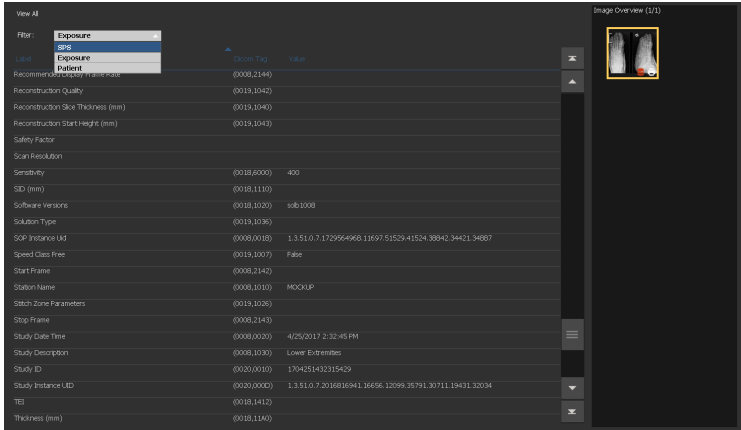 View All
Image Overview (1/1)
Filter:
Exposure
SPS
Exposure
Patient
Label Dicom Tag Value
Recommended Display Frame Rate (0008,2144)
Reconstruction Quality (0019,1042)
Reconstruction Slice Thickness (mm) (0019,1040)
Reconstruction Start Height (mm) (0019,1043)
Safety Factor
Scan Resolution
Sensitivity (0018,6000) 400
SID (mm) (0018,1110)
Software Versions (0018,1020) solb1008
Solution Type (0019,1036)
SOP Instance Uid (0008,0018) 1.3.51.0.7.1729564968.11697.51529.41524.38842.34421.34887
Speed Class Free (0019,1007) False
Start Frame (0008,2142)
Station Name (0008,1010) MOCKUP
Stitch Zone Parameters (0019,1026)
Stop Frame (0008,2143)
Study Date Time (0008,0020) 4/25/2017 2:32:45 PM
Study Description (0008,1030) Lower Extremities
Study ID (0020,0010) 1704251432315429
Study Instance UID (0020,000D) 1.3.51.0.7.2016816941.16656.12099.35791.30711.19431.32034
TEI (0018,1412)
Thickness (mm) (0018,11A0)